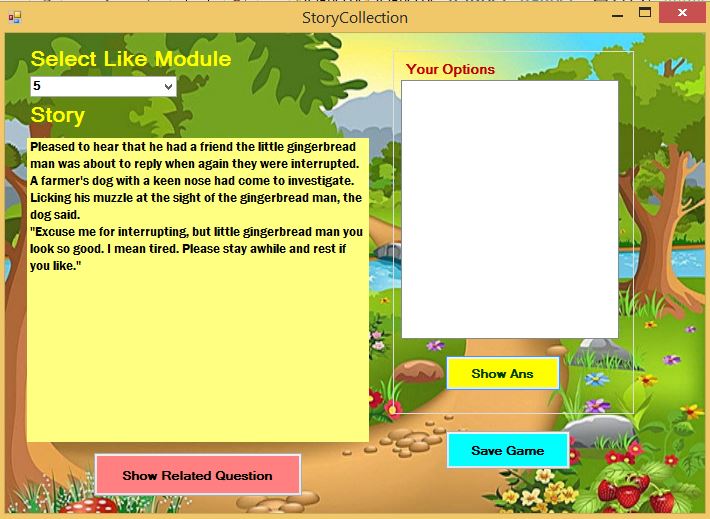 StoryCollection
Select Like Module
5
Story
Pleased to hear that he had a friend the little gingerbread
man was about to reply when again they were interrupted.
A farmer's dog with a keen nose had come to investigate.
Licking his muzzle at the sight of the gingerbread man, the
dog said.
"Excuse me for interrupting, but little gingerbread man you
look so good. I mean tired. Please stay awhile and rest if
you like."
Show Related Question
Your Options
Show Ans
Save Game